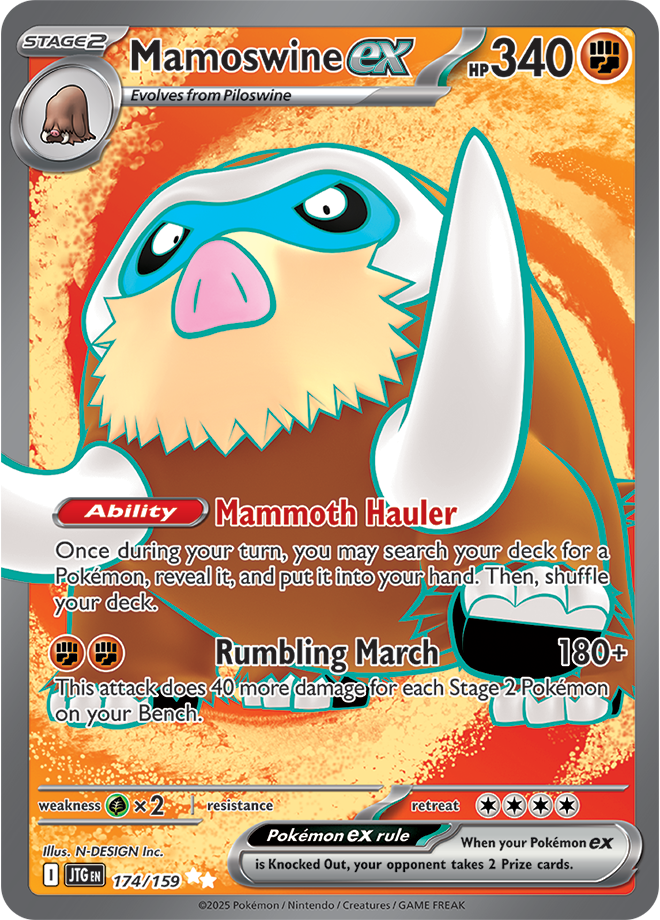 STAGE2
Mamoswine ex HP 340
Evolves from Piloswine
Ability Mammoth Hauler
Once during your turn, you may search your deck for a
Pokémon, reveal it, and put it into your hand. Then, shuffle
your deck.
Rumbling March 180+
This attack does 40 more damage for each Stage 2 Pokémon
on your Bench.
weakness ×2 resistance retreat
Illus. N-DESIGN Inc.
Pokémon ex rule When your Pokémon ex
is Knocked Out, your opponent takes 2 Prize cards.
I JTG EN 174/159
©2025 Pokémon / Nintendo / Creatures / GAME FREAK